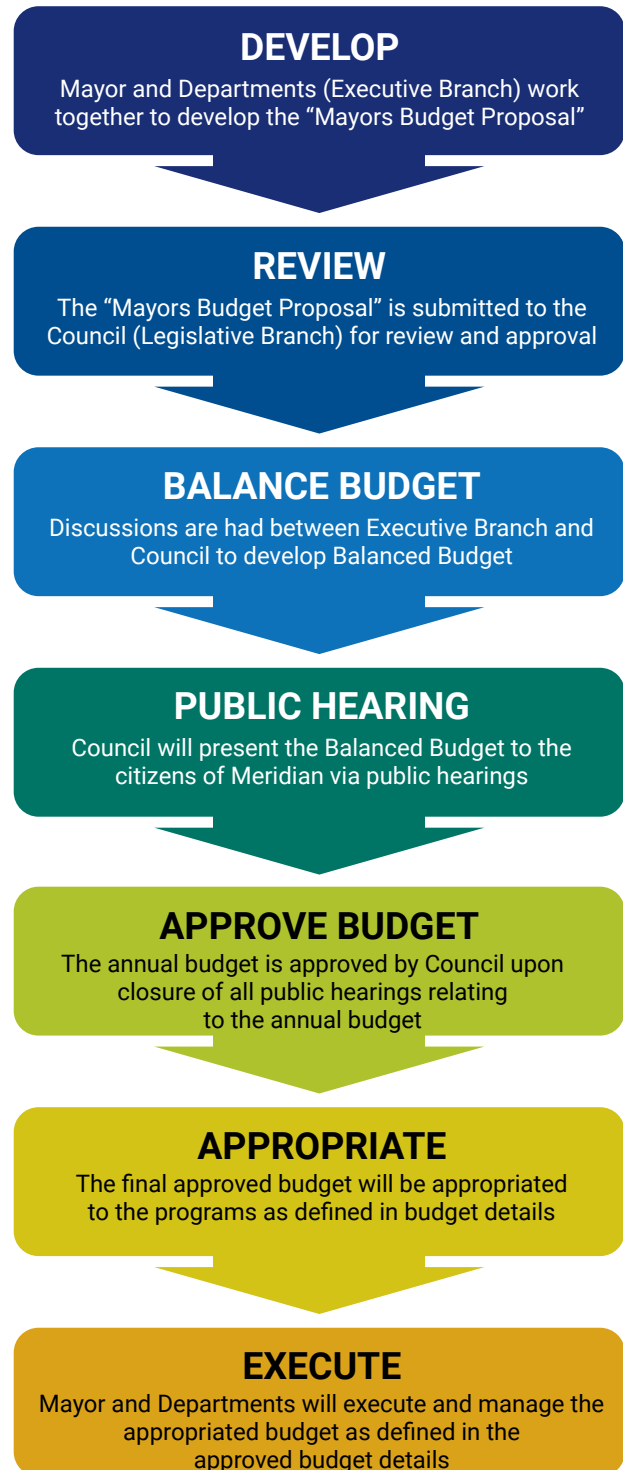 DEVELOP
Mayor and Departments (Executive Branch) work
together to develop the “Mayors Budget Proposal”
REVIEW
The “Mayors Budget Proposal” is submitted to the
Council (Legislative Branch) for review and approval
BALANCE BUDGET
Discussions are had between Executive Branch and
Council to develop Balanced Budget
PUBLIC HEARING
Council will present the Balanced Budget to the
citizens of Meridian via public hearings
APPROVE BUDGET
The annual budget is approved by Council upon
closure of all public hearings relating
to the annual budget
APPROPRIATE
The final approved budget will be appropriated
to the programs as defined in budget details
EXECUTE
Mayor and Departments will execute and manage the
appropriated budget as defined in the
approved budget details